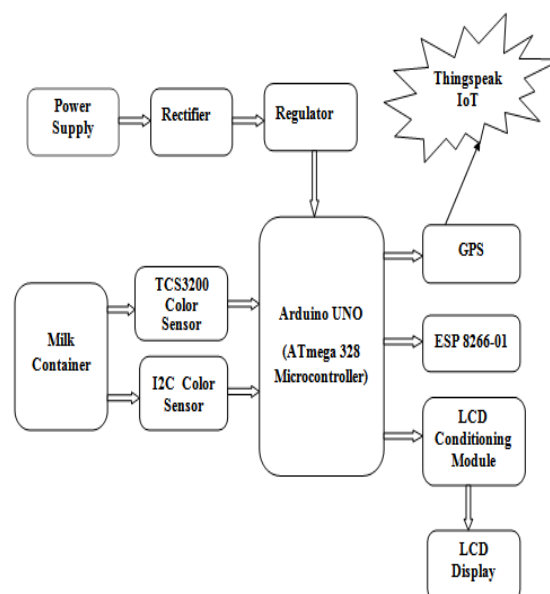 Thingspeak
IoT
Power
Supply
Rectifier
Regulator
GPS
TCS3200
Color
Sensor
Arduino UNO
(ATmega 328
Microcontroller)
Milk
Container
ESP 8266-01
I2C Color
Sensor
LCD
Conditioning
Module
LCD
Display